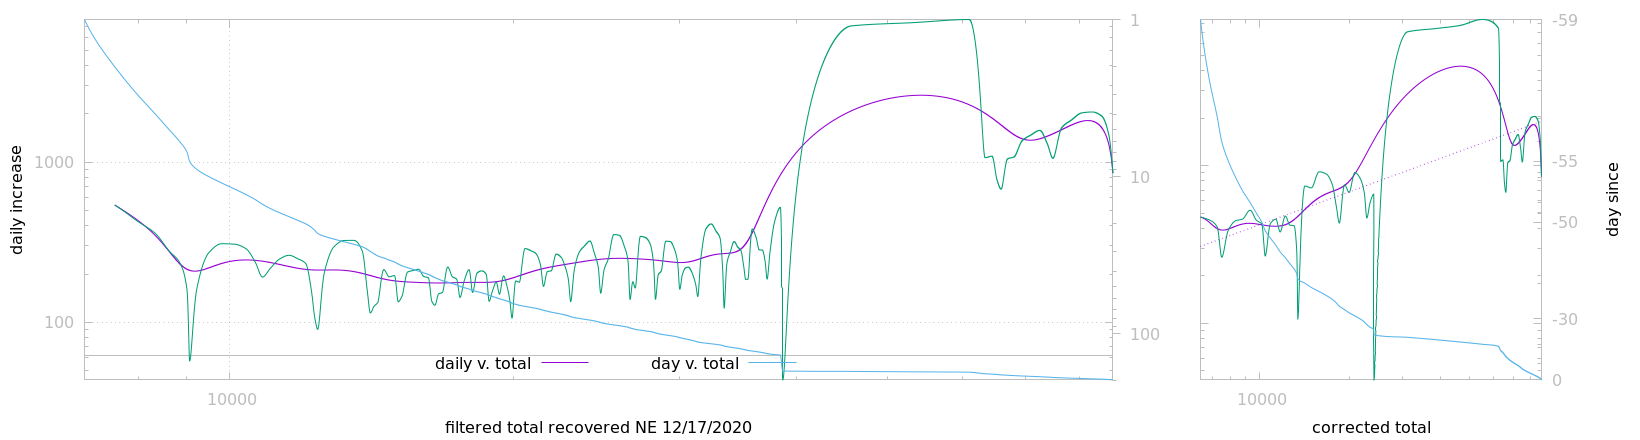 1
-59
1000
daily increase
10
-55
-50
day since
100
100
-30
daily v. total
day v. total
0
10000
10000
filtered total recovered NE 12/17/2020
corrected total